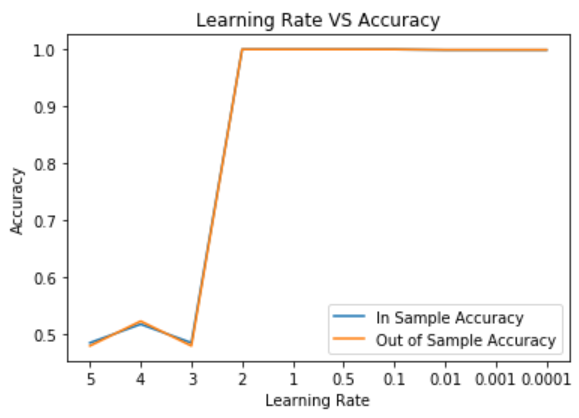 Learning Rate VS Accuracy
1.0
0.9
0.8
0.7
0.6
0.5
Accuracy
In Sample Accuracy
Out of Sample Accuracy
5 4 3 2 1 0.5 0.1 0.01 0.001 0.0001
Learning Rate